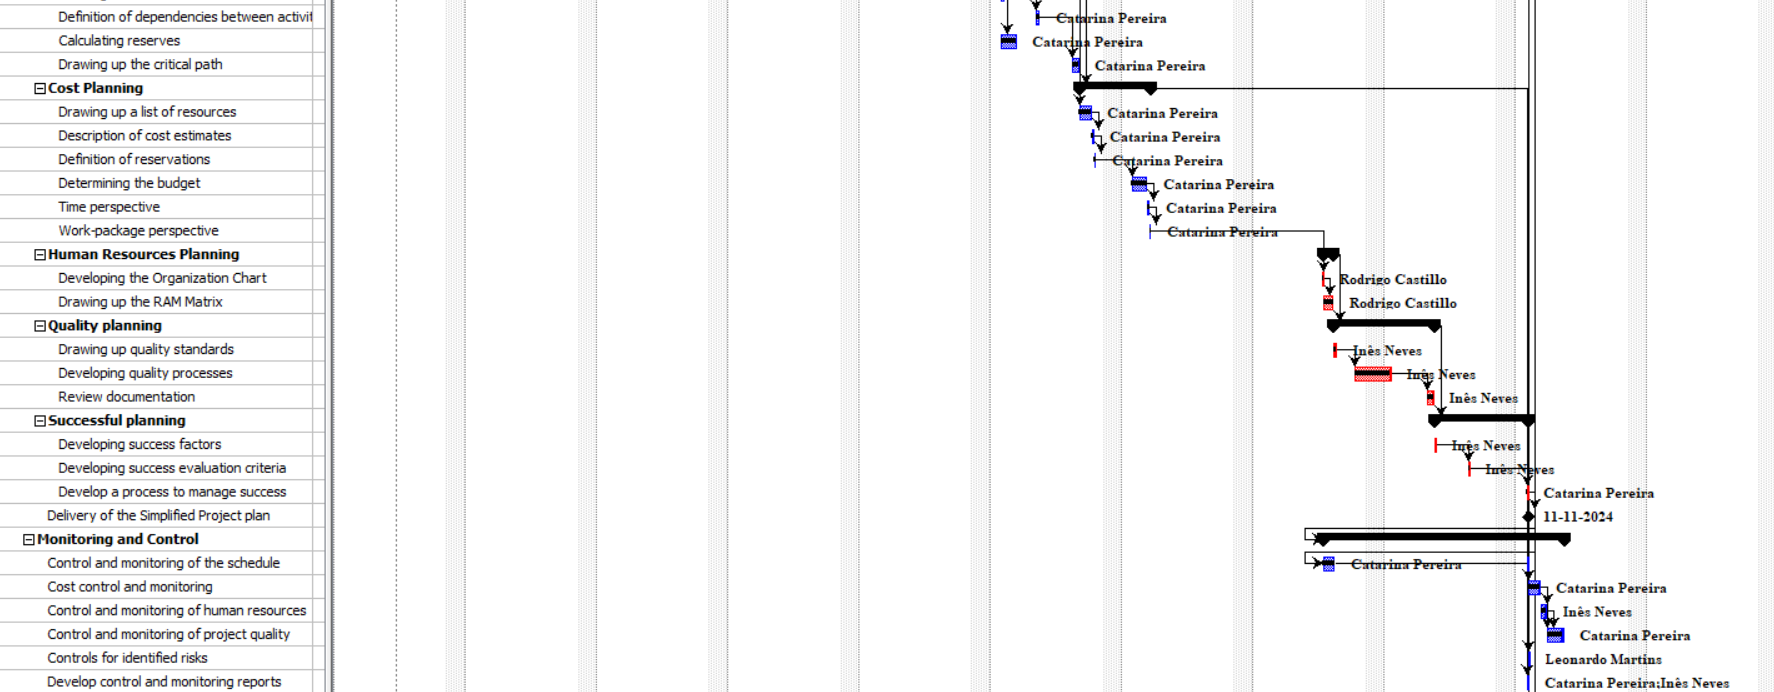 Definition of dependencies between activit
Catarina Pereira
Calculating reserves
Catarina Pereira
Drawing up the critical path
Catarina Pereira
Cost Planning
Drawing up a list of resources
Catarina Pereira
Description of cost estimates
Catarina Pereira
Definition of reservations
Catarina Pereira
Determining the budget
Catarina Pereira
Time perspective
Catarina Pereira
Work-package perspective
Catarina Pereira
Human Resources Planning
Developing the Organization Chart
Rodrigo Castillo
Drawing up the RAM Matrix
Rodrigo Castillo
Quality planning
Drawing up quality standards
Inês Neves
Developing quality processes
Inês Neves
Review documentation
Inês Neves
Successful planning
Developing success factors
Inês Neves
Developing success evaluation criteria
Inês Neves
Develop a process to manage success
Catarina Pereira
Delivery of the Simplified Project plan
11-11-2024
Monitoring and Control
Control and monitoring of the schedule
Catarina Pereira
Cost control and monitoring
Catarina Pereira
Control and monitoring of human resources
Inês Neves
Control and monitoring of project quality
Catarina Pereira
Controls for identified risks
Leonardo Martins
Develop control and monitoring reports
Catarina Pereira;Inês Neves